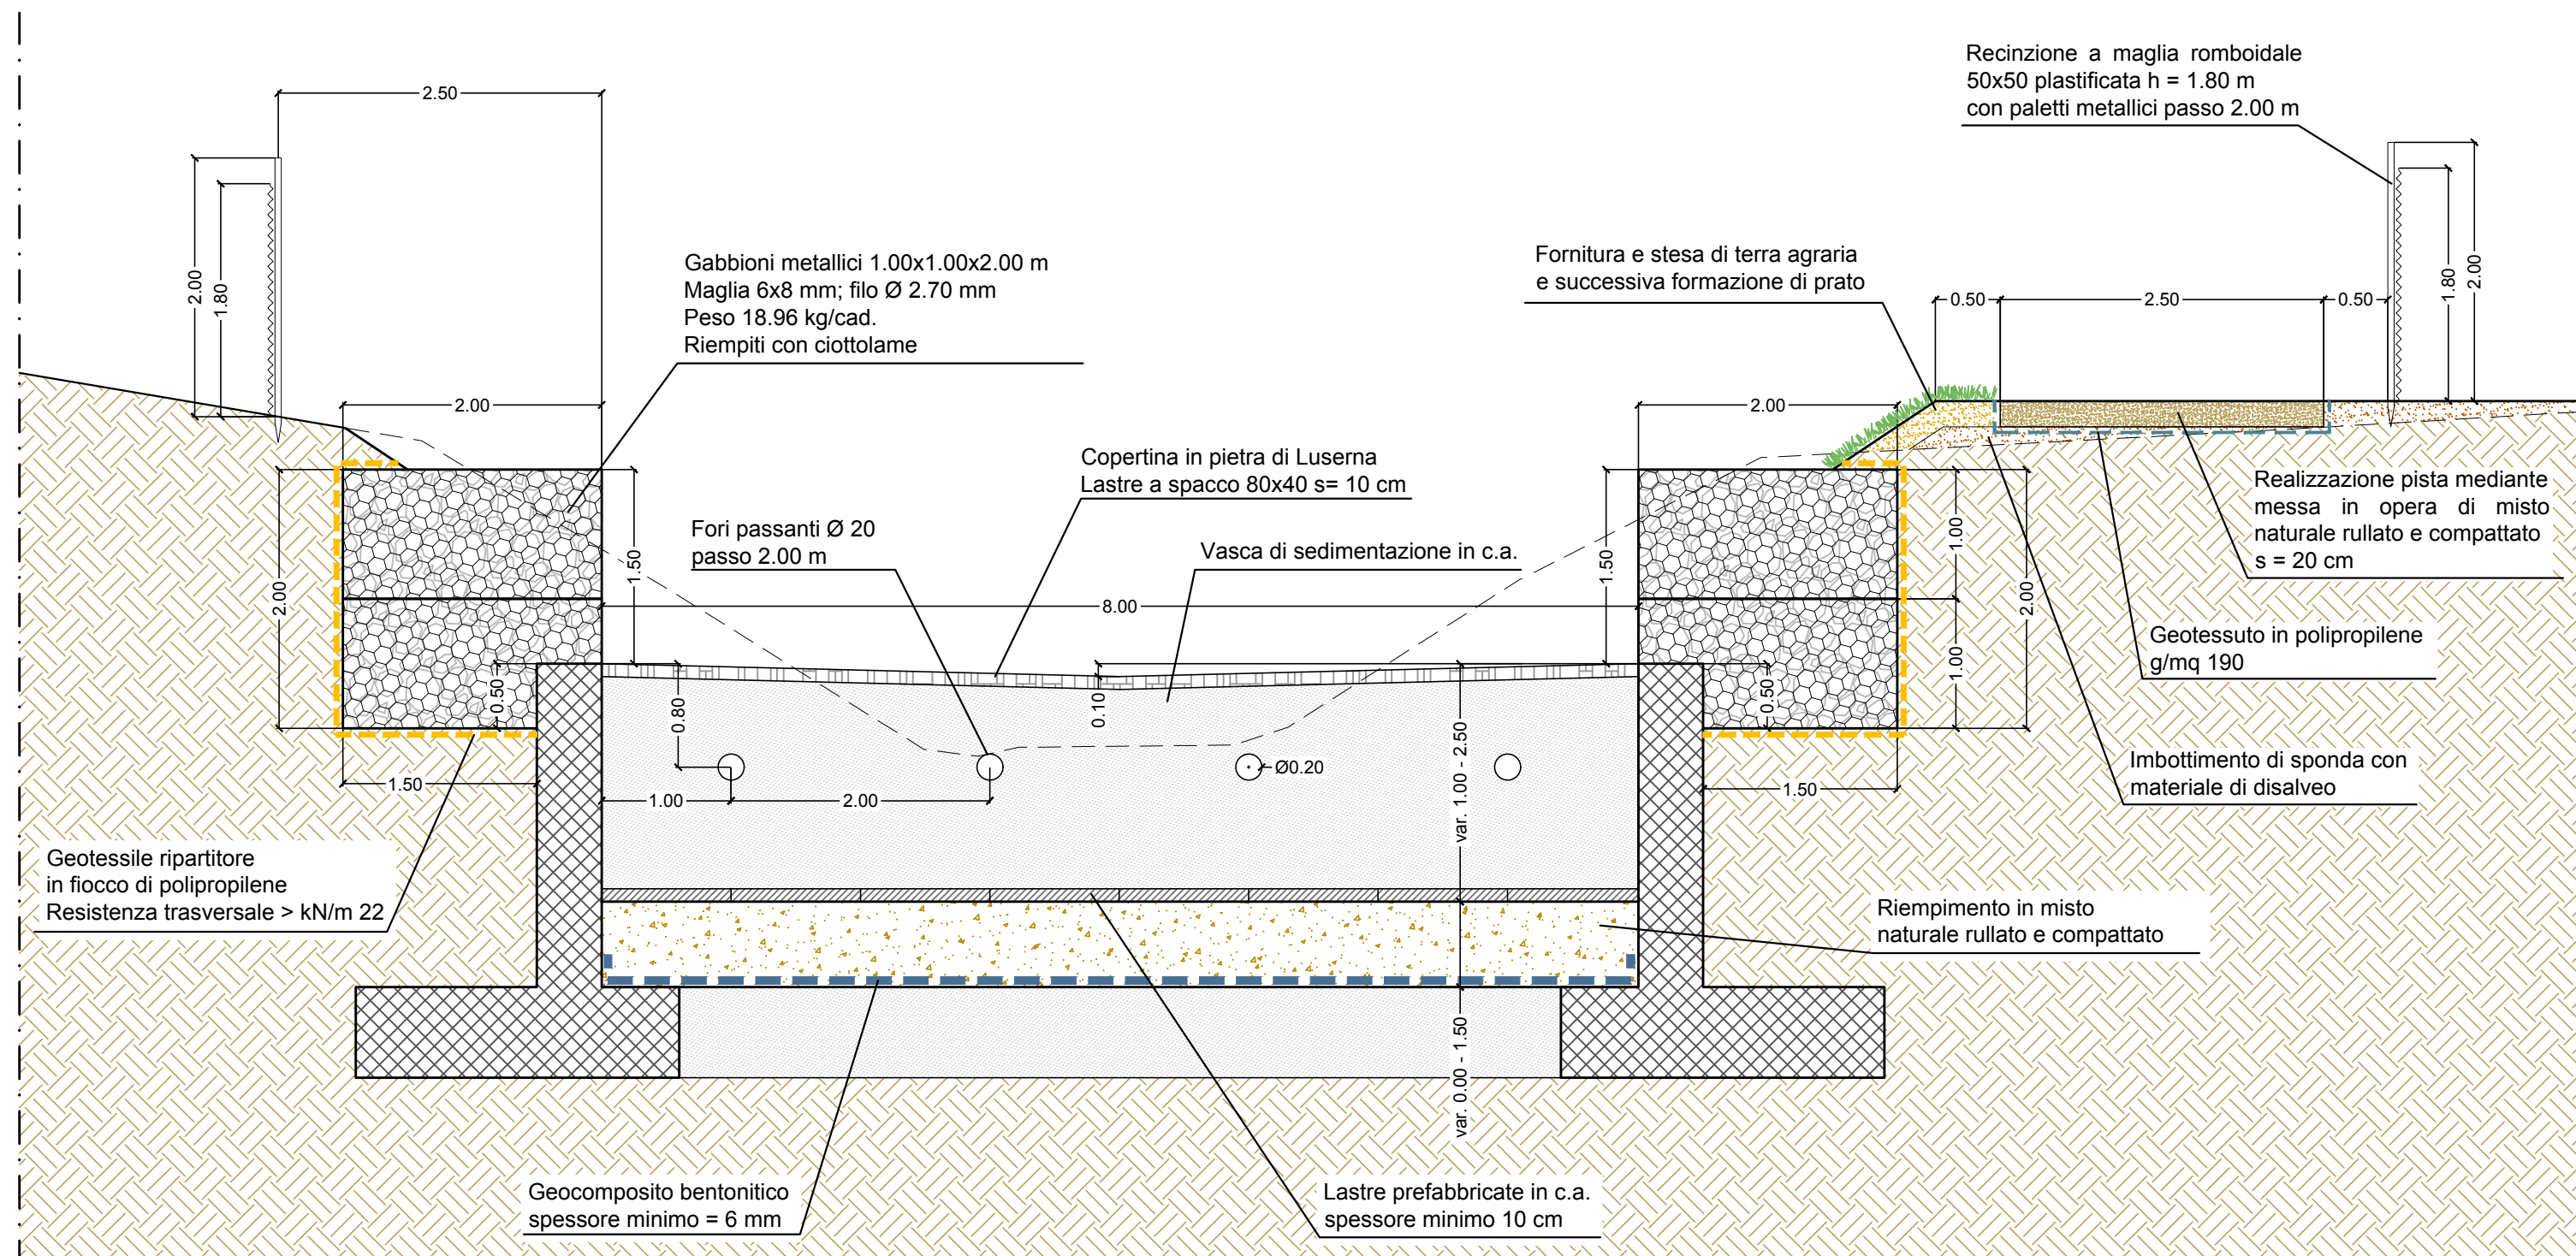 Recinzione a maglia romboidale
50x50 plastificata h = 1.80 m
con paletti metallici passo 2.00 m
2.50
2.00
1.80
Gabbioni metallici 1.00x1.00x2.00 m
Maglia 6x8 mm; filo Ø 2.70 mm
Peso 18.96 kg/cad.
Riempiti con ciottolame
Fornitura e stesa di terra agraria
e successiva formazione di prato
0.50
2.50
0.50
1.80
2.00
2.00
2.00
Copertina in pietra di Luserna
Lastre a spacco 80x40 s= 10 cm
Fori passanti Ø 20
passo 2.00 m
Vasca di sedimentazione in c.a.
Realizzazione pista mediante
messa in opera di misto
naturale rullato e compattato
s = 20 cm
2.00
1.50
1.50
1.00
2.00
8.00
Geotessuto in polipropilene
g/mq 190
1.00
0.50
0.80
0.10
0.50
var. 1.00 - 2.50
Ø0.20
Imbottimento di sponda con
materiale di disalveo
1.50
1.00
2.00
1.50
Geotessile ripartitore
in fiocco di polipropilene
Resistenza trasversale > kN/m 22
Riempimento in misto
naturale rullato e compattato
var. 0.00 - 1.50
Geocomposito bentonitico
spessore minimo = 6 mm
Lastre prefabbricate in c.a.
spessore minimo 10 cm